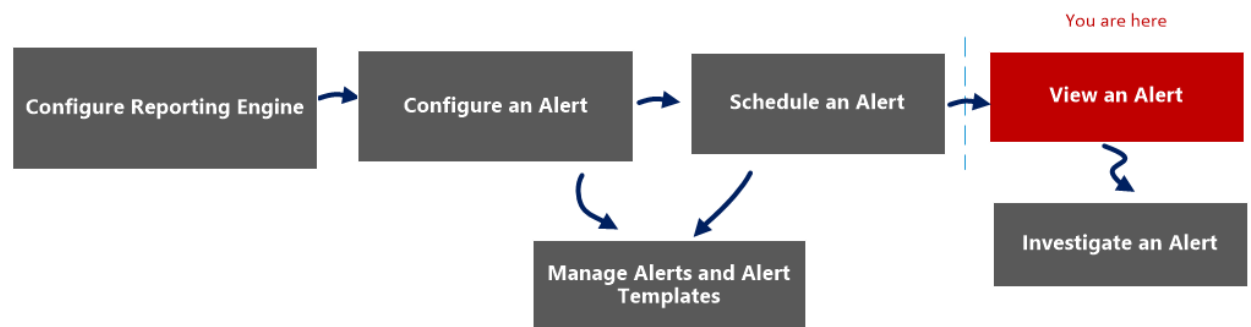 You are here
Configure Reporting Engine
Configure an Alert
Schedule an Alert
View an Alert
Manage Alerts and Alert
Templates
Investigate an Alert